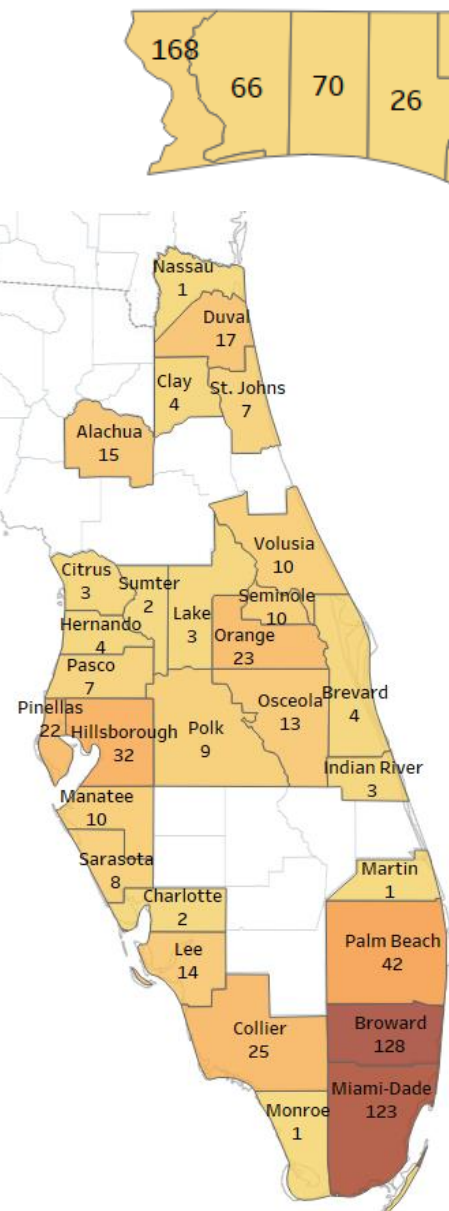 168
66
70
26
Nassau
1
Duval
17
Clay
4
St. Johns
7
Alachua
15
Volusia
10
Citrus
3
Sumter
2
Seminole
10
Lake
3
Hernando
4
Orange
23
Pasco
7
Brevard
4
Osceola
13
Pinellas
22
Hillsborough
32
Polk
9
Indian River
3
Manatee
10
Sarasota
8
Martin
1
Charlotte
2
Palm Beach
42
Lee
14
Broward
128
Collier
25
Miami-Dade
123
Monroe
1